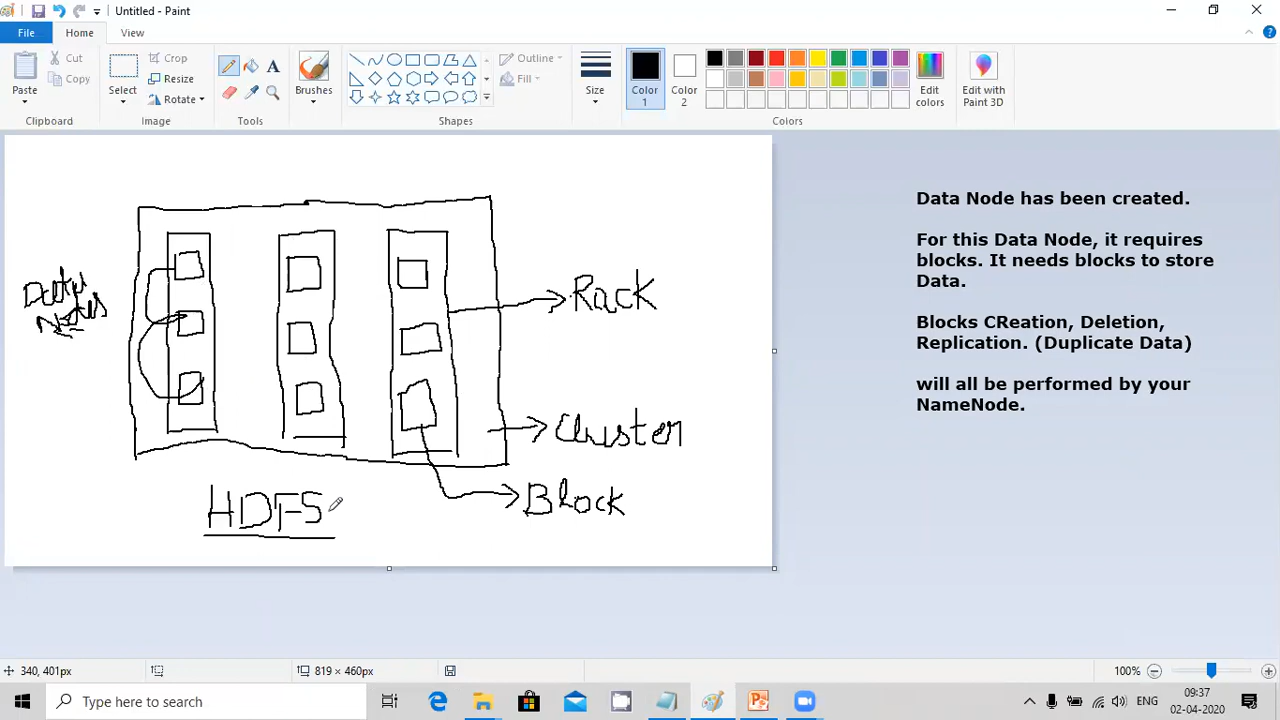 Untitled - Paint
File
Home
View
Paste
Cut
Copy
Clipboard
Select
Crop
Resize
Rotate
Image
A
Tools
Brushes
Shapes
Outline
Fill
Size
Color
1
Color
2
Colors
Edit
colors
Edit with
Paint 3D
Data
Nodes
Rack
Cluster
Block
HDFS
Data Node has been created.
For this Data Node, it requires
blocks. It needs blocks to store
Data.
Blocks CReation, Deletion,
Replication. (Duplicate Data)
will all be performed by your
NameNode.
340, 401px
819 × 460px
100%
Type here to search
ENG
09:37
02-04-2020